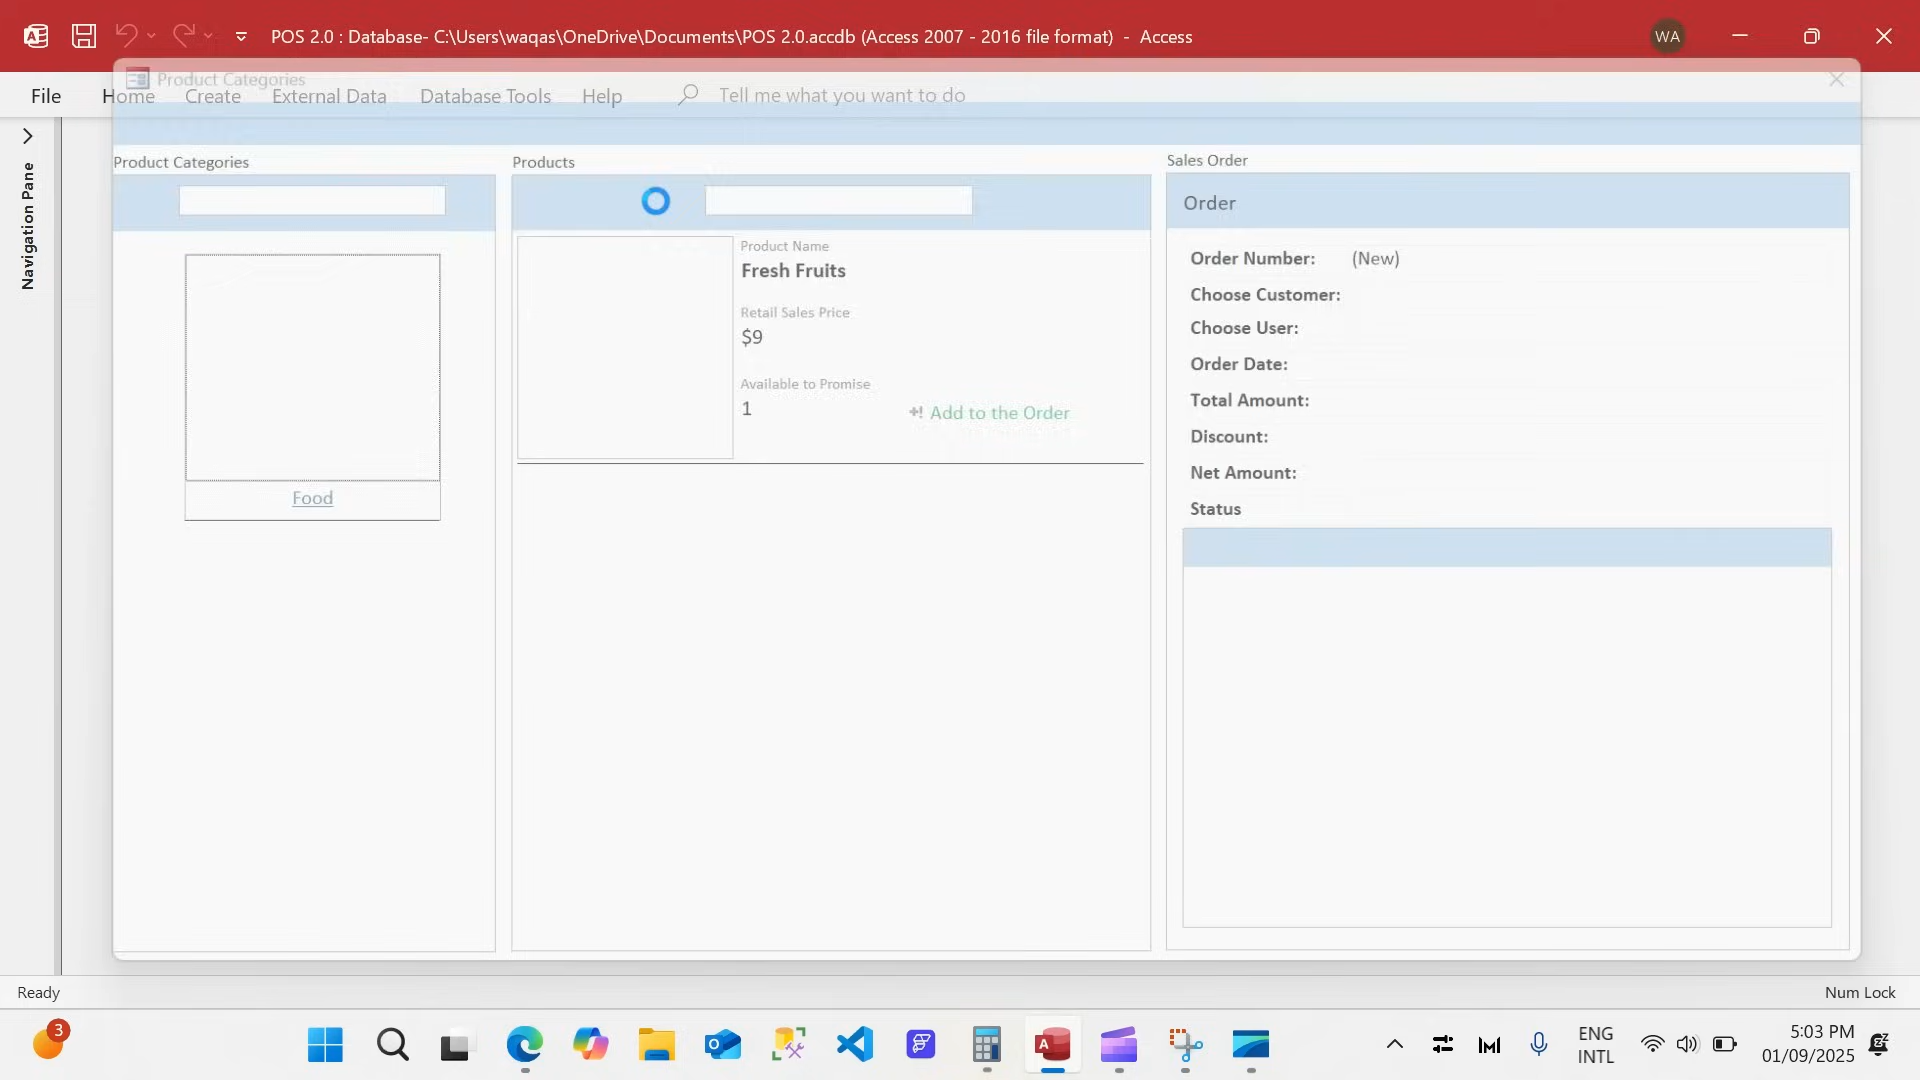 POS 2.0 : Database- C:\Users\waqas\OneDrive\Documents\POS 2.0.accdb (Access 2007 - 2016 file format)  -  Access
WA
Product Categories
File
Home
Create
External Data
Database Tools
Help
Tell me what you want to do
Navigation Pane
Product Categories
Products
Sales Order
Order
Product Name
Fresh Fruits
Retail Sales Price
$9
Available to Promise
1
Add to the Order
Food
Order Number:
(New)
Choose Customer:
Choose User:
Order Date:
Total Amount:
Discount:
Net Amount:
Status
Ready
Num Lock
3
ENG
INTL
5:03 PM
01/09/2025